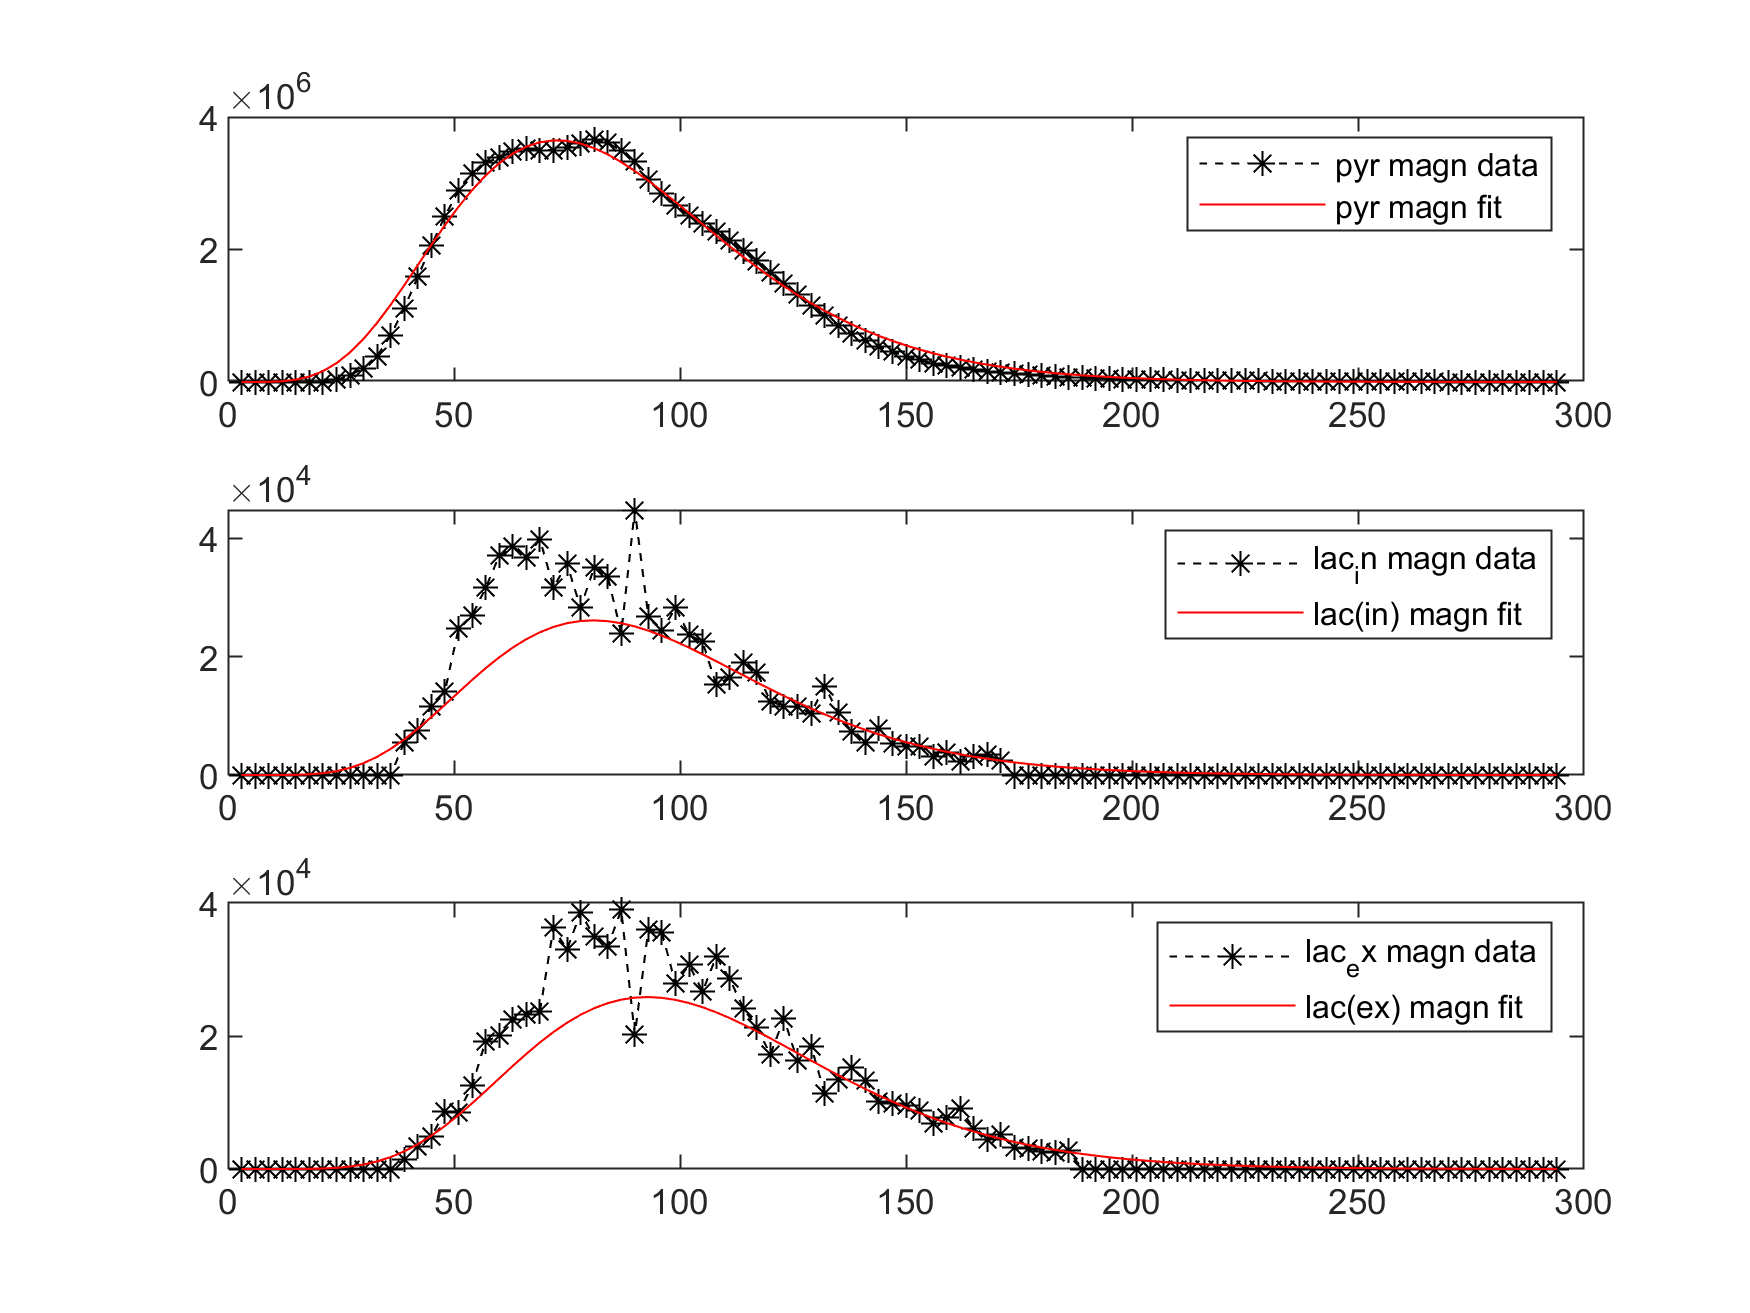 ×10^6
4
2
0
0 50 100 150 200 250 300
pyr magn data
pyr magn fit
×10^4
4
2
0
0 50 100 150 200 250 300
lac_in magn data
lac(in) magn fit
×10^4
4
2
0
0 50 100 150 200 250 300
lac_ex magn data
lac(ex) magn fit